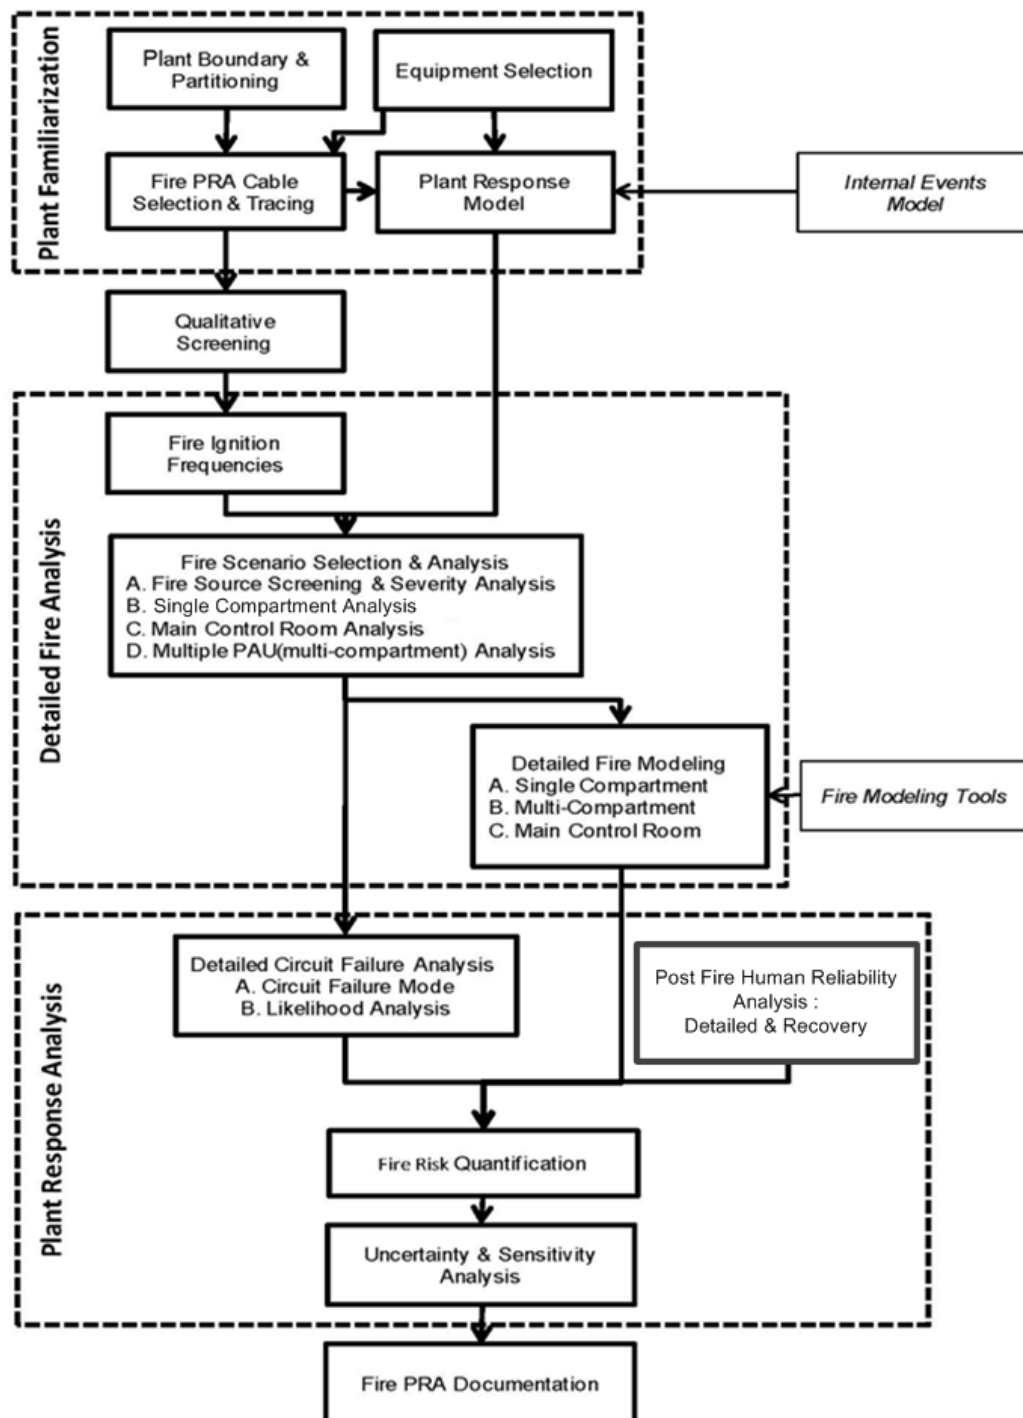 Plant Familiarization
Plant Boundary &
Partitioning
Equipment Selection
Fire PRA Cable
Selection & Tracing
Plant Response
Model
Internal Events
Model
Qualitative
Screening
Detailed Fire Analysis
Fire Ignition
Frequencies
Fire Scenario Selection & Analysis
A. Fire Source Screening & Severity Analysis
B. Single Compartment Analysis
C. Main Control Room Analysis
D. Multiple PAU(multi-compartment) Analysis
Detailed Fire Modeling
A. Single Compartment
B. Multi-Compartment
C. Main Control Room
Fire Modeling Tools
Plant Response Analysis
Detailed Circuit Failure Analysis
A. Circuit Failure Mode
B. Likelihood Analysis
Post Fire Human Reliability
Analysis :
Detailed & Recovery
Fire Risk Quantification
Uncertainty & Sensitivity
Analysis
Fire PRA Documentation